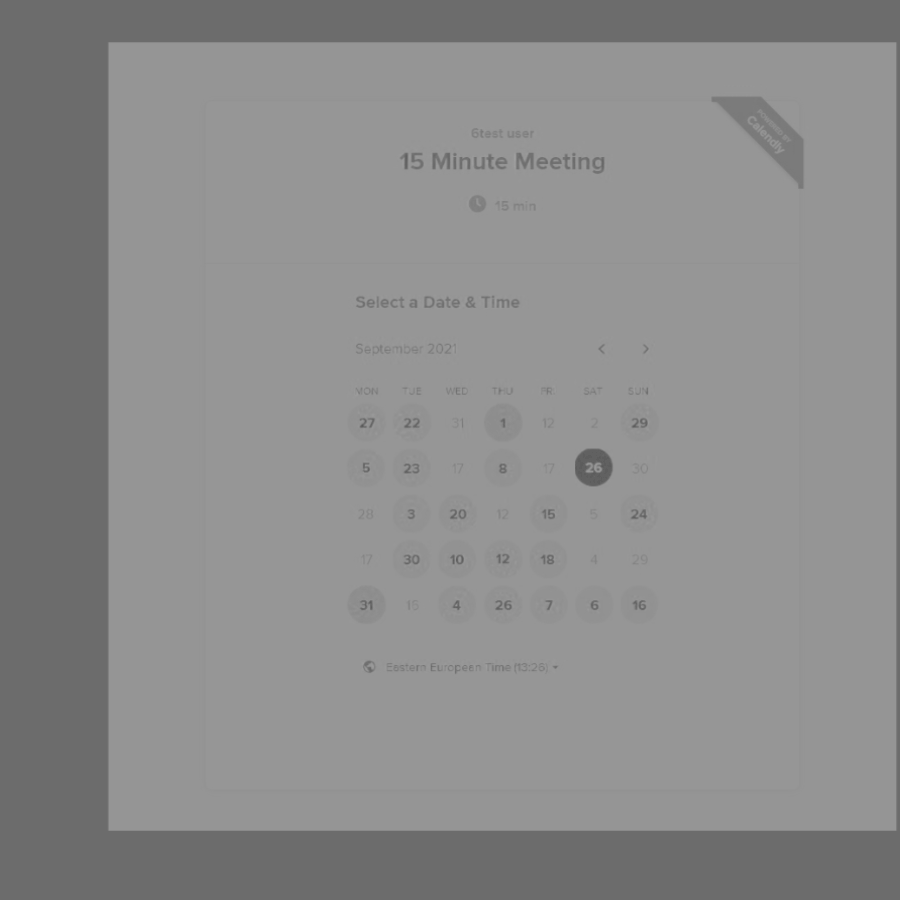 6test user
15 Minute Meeting
15 min
POWERED BY
Calendly
Select a Date & Time
September 2021
MON TUE WED THU FR SAT SUN
27 22 31 1 12 2 29
5 23 17 8 17 26 30
28 3 20 12 15 5 24
17 30 10 12 18 4 29
31 15 4 26 7 6 16
Eestern Europeen Time (13:26)